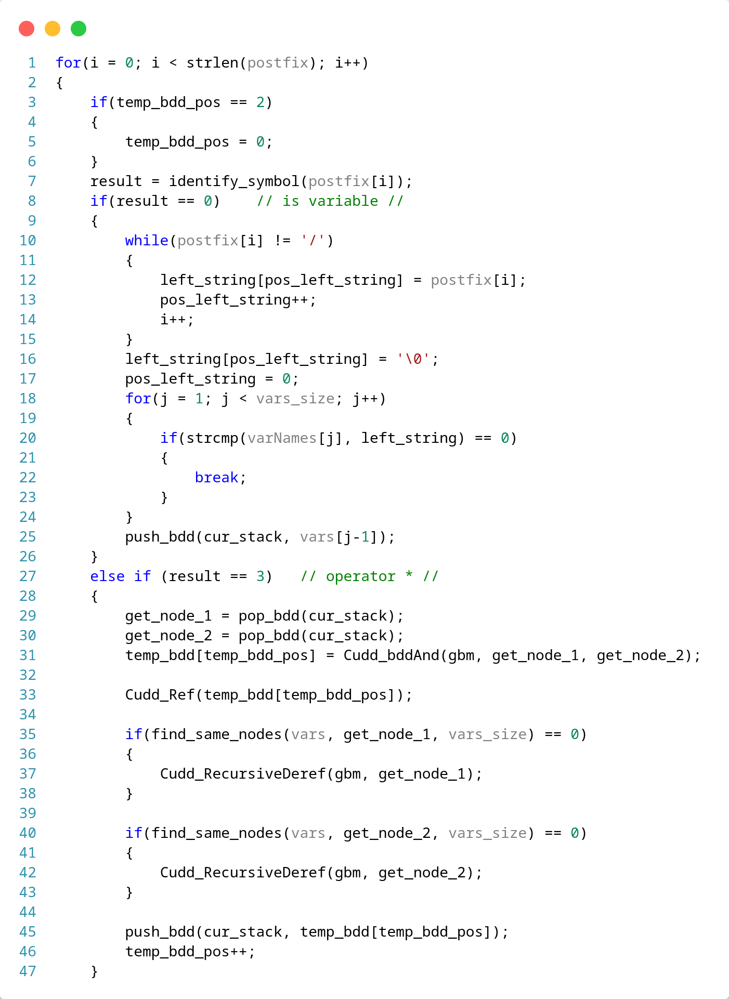 1 for(i = 0; i < strlen(postfix); i++)
2 {
3     if(temp_bdd_pos == 2)
4     {
5         temp_bdd_pos = 0;
6     }
7     result = identify_symbol(postfix[i]);
8     if(result == 0)    // is variable //
9     {
10         while(postfix[i] != '/')
11         {
12             left_string[pos_left_string] = postfix[i];
13             pos_left_string++;
14             i++;
15         }
16         left_string[pos_left_string] = '\0';
17         pos_left_string = 0;
18         for(j = 1; j < vars_size; j++)
19         {
20             if(strcmp(varNames[j], left_string) == 0)
21             {
22                 break;
23             }
24         }
25         push_bdd(cur_stack, vars[j-1]);
26     }
27     else if (result == 3)   // operator * //
28     {
29         get_node_1 = pop_bdd(cur_stack);
30         get_node_2 = pop_bdd(cur_stack);
31         temp_bdd[temp_bdd_pos] = Cudd_bddAnd(gbm, get_node_1, get_node_2);
32
33         Cudd_Ref(temp_bdd[temp_bdd_pos]);
34
35         if(find_same_nodes(vars, get_node_1, vars_size) == 0)
36         {
37             Cudd_RecursiveDeref(gbm, get_node_1);
38         }
39
40         if(find_same_nodes(vars, get_node_2, vars_size) == 0)
41         {
42             Cudd_RecursiveDeref(gbm, get_node_2);
43         }
44
45         push_bdd(cur_stack, temp_bdd[temp_bdd_pos]);
46         temp_bdd_pos++;
47     }